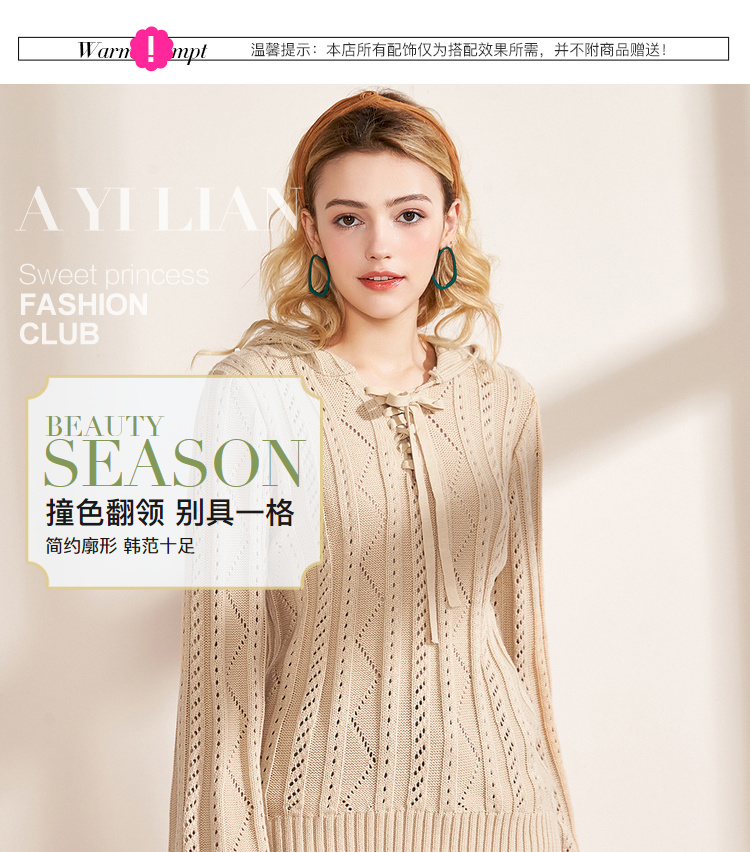 Warm mpt
温馨提示：本店所有配饰仅为搭配效果所需，并不附商品赠送！
A YI LIAN
Sweet princess
FASHION
CLUB
BEAUTY
SEASON
撞色翻领 别具一格
简约廓形 韩范十足